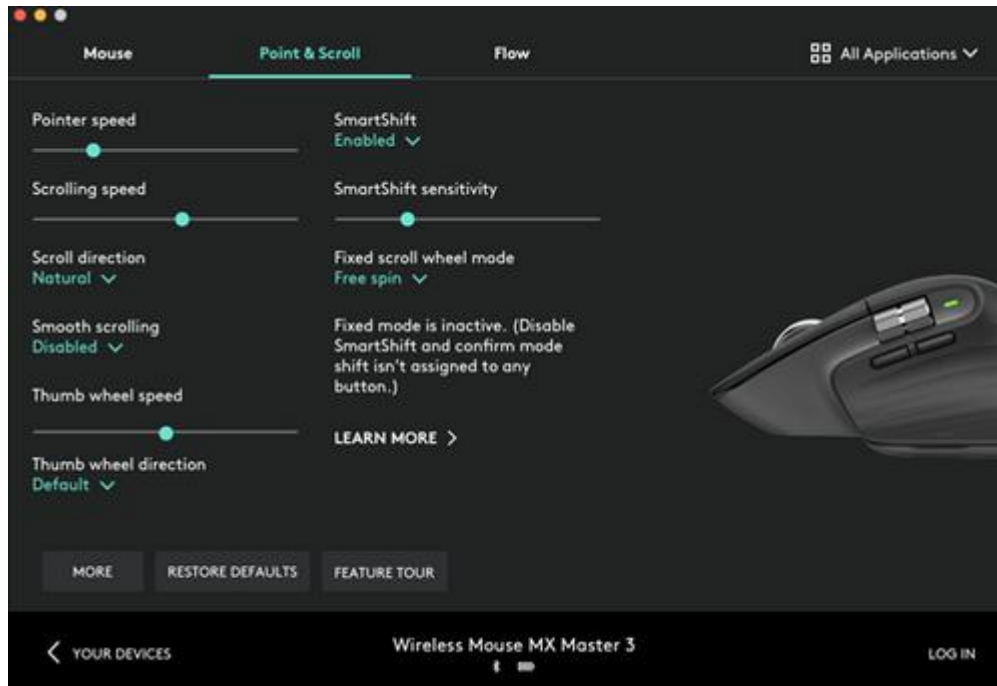 Mouse
Point & Scroll
Flow
All Applications
Pointer speed
Scrolling speed
Scroll direction
Natural
Smooth scrolling
Disabled
Thumb wheel speed
Thumb wheel direction
Default
SmartShift
Enabled
SmartShift sensitivity
Fixed scroll wheel mode
Free spin
Fixed mode is inactive. (Disable
SmartShift and confirm mode
shift isn't assigned to any
button.)
LEARN MORE
MORE
RESTORE DEFAULTS
FEATURE TOUR
YOUR DEVICES
Wireless Mouse MX Master 3
LOG IN